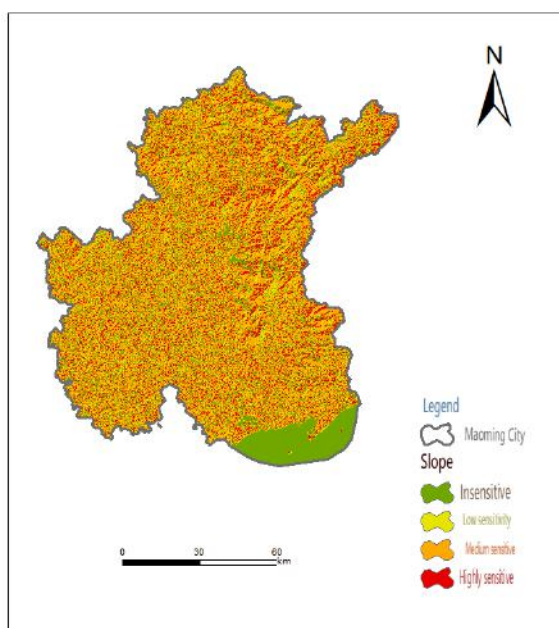 N
Legend
Maoming City
Slope
Insensitive
Low sensitivity
Medium sensitive
Highly sensitive
0 30 60
km